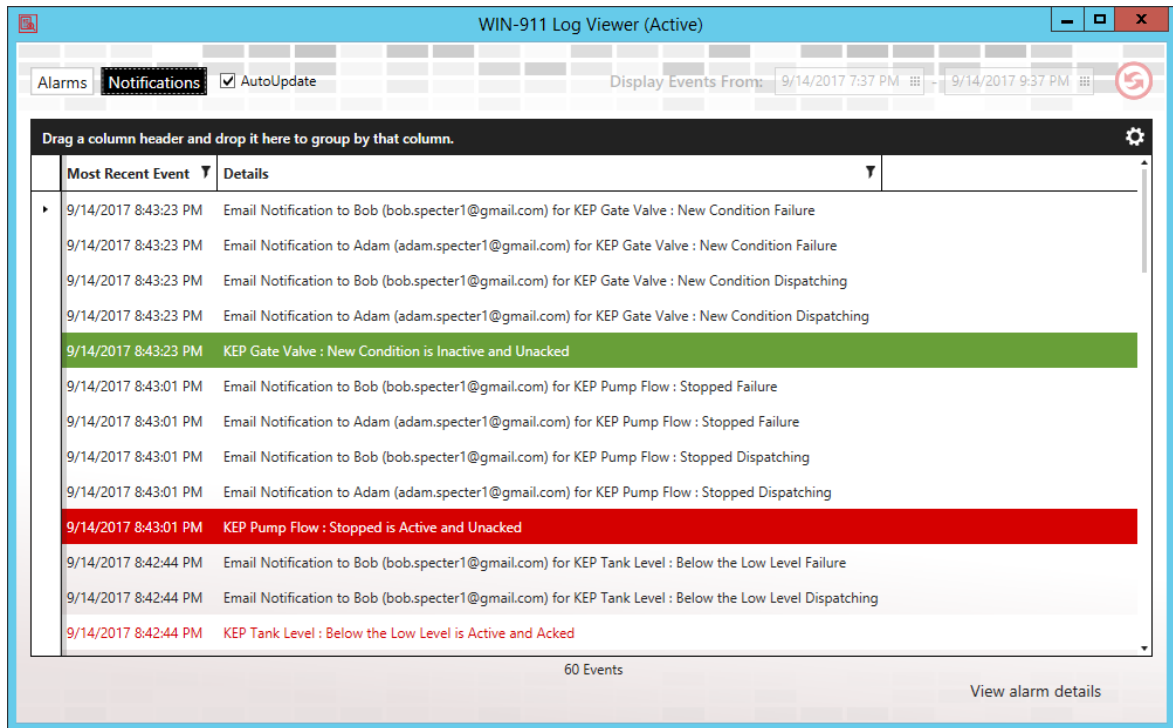 WIN-911 Log Viewer (Active)
Alarms Notifications AutoUpdate Display Events From: 9/14/2017 7:37 PM - 9/14/2017 9:37 PM
Drag a column header and drop it here to group by that column.
Most Recent Event Details
9/14/2017 8:43:23 PM Email Notification to Bob (bob.specter1@gmail.com) for KEP Gate Valve : New Condition Failure
9/14/2017 8:43:23 PM Email Notification to Adam (adam.specter1@gmail.com) for KEP Gate Valve : New Condition Failure
9/14/2017 8:43:23 PM Email Notification to Bob (bob.specter1@gmail.com) for KEP Gate Valve : New Condition Dispatching
9/14/2017 8:43:23 PM Email Notification to Adam (adam.specter1@gmail.com) for KEP Gate Valve : New Condition Dispatching
9/14/2017 8:43:23 PM KEP Gate Valve : New Condition is Inactive and Unacked
9/14/2017 8:43:01 PM Email Notification to Bob (bob.specter1@gmail.com) for KEP Pump Flow : Stopped Failure
9/14/2017 8:43:01 PM Email Notification to Adam (adam.specter1@gmail.com) for KEP Pump Flow : Stopped Failure
9/14/2017 8:43:01 PM Email Notification to Bob (bob.specter1@gmail.com) for KEP Pump Flow : Stopped Dispatching
9/14/2017 8:43:01 PM Email Notification to Adam (adam.specter1@gmail.com) for KEP Pump Flow : Stopped Dispatching
9/14/2017 8:43:01 PM KEP Pump Flow : Stopped is Active and Unacked
9/14/2017 8:42:44 PM Email Notification to Bob (bob.specter1@gmail.com) for KEP Tank Level : Below the Low Level Failure
9/14/2017 8:42:44 PM Email Notification to Bob (bob.specter1@gmail.com) for KEP Tank Level : Below the Low Level Dispatching
9/14/2017 8:42:44 PM KEP Tank Level : Below the Low Level is Active and Acked
60 Events
View alarm details